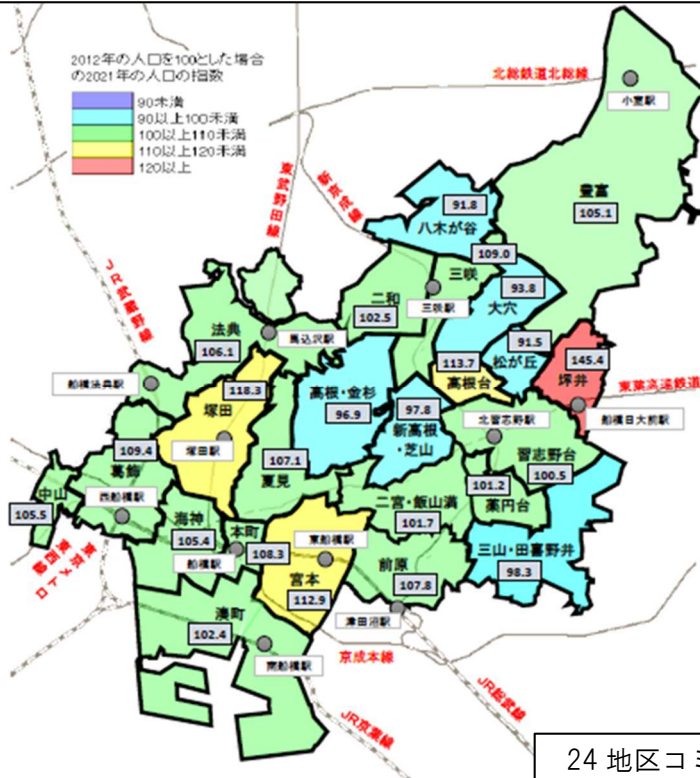 2012年の人口を100とした場合
の2021年の人口の指数
90未満
90以上100未満
100以上110未満
110以上120未満
120以上
北総鉄道北総線
小室駅
東武野田線
新京成線
豊富
105.1
91.8
八木が谷
109.0
三咲
93.8
大穴
JR武蔵野線
二和
102.5
三咲駅
法典
106.1
馬込沢駅
91.5
松が丘
145.4
坪井
113.7
高根台
東葉高速鉄道
船橋法典駅
118.3
塚田
塚田駅
高根・金杉
96.9
97.8
新高根・
芝山
北習志野駅
船橋日大前駅
習志野台
100.5
109.4
葛飾
107.1
夏見
中山
105.5
西船橋駅
101.2
薬円台
二宮・飯山満
101.7
海神
105.4
本町
108.3
船橋駅
東船橋駅
宮本
112.9
前原
107.8
三山・田喜野井
98.3
東京メトロ
東西線
湊町
102.4
津田沼駅
南船橋駅
京成本線
JR総武線
JR京葉線
24 地区コミ